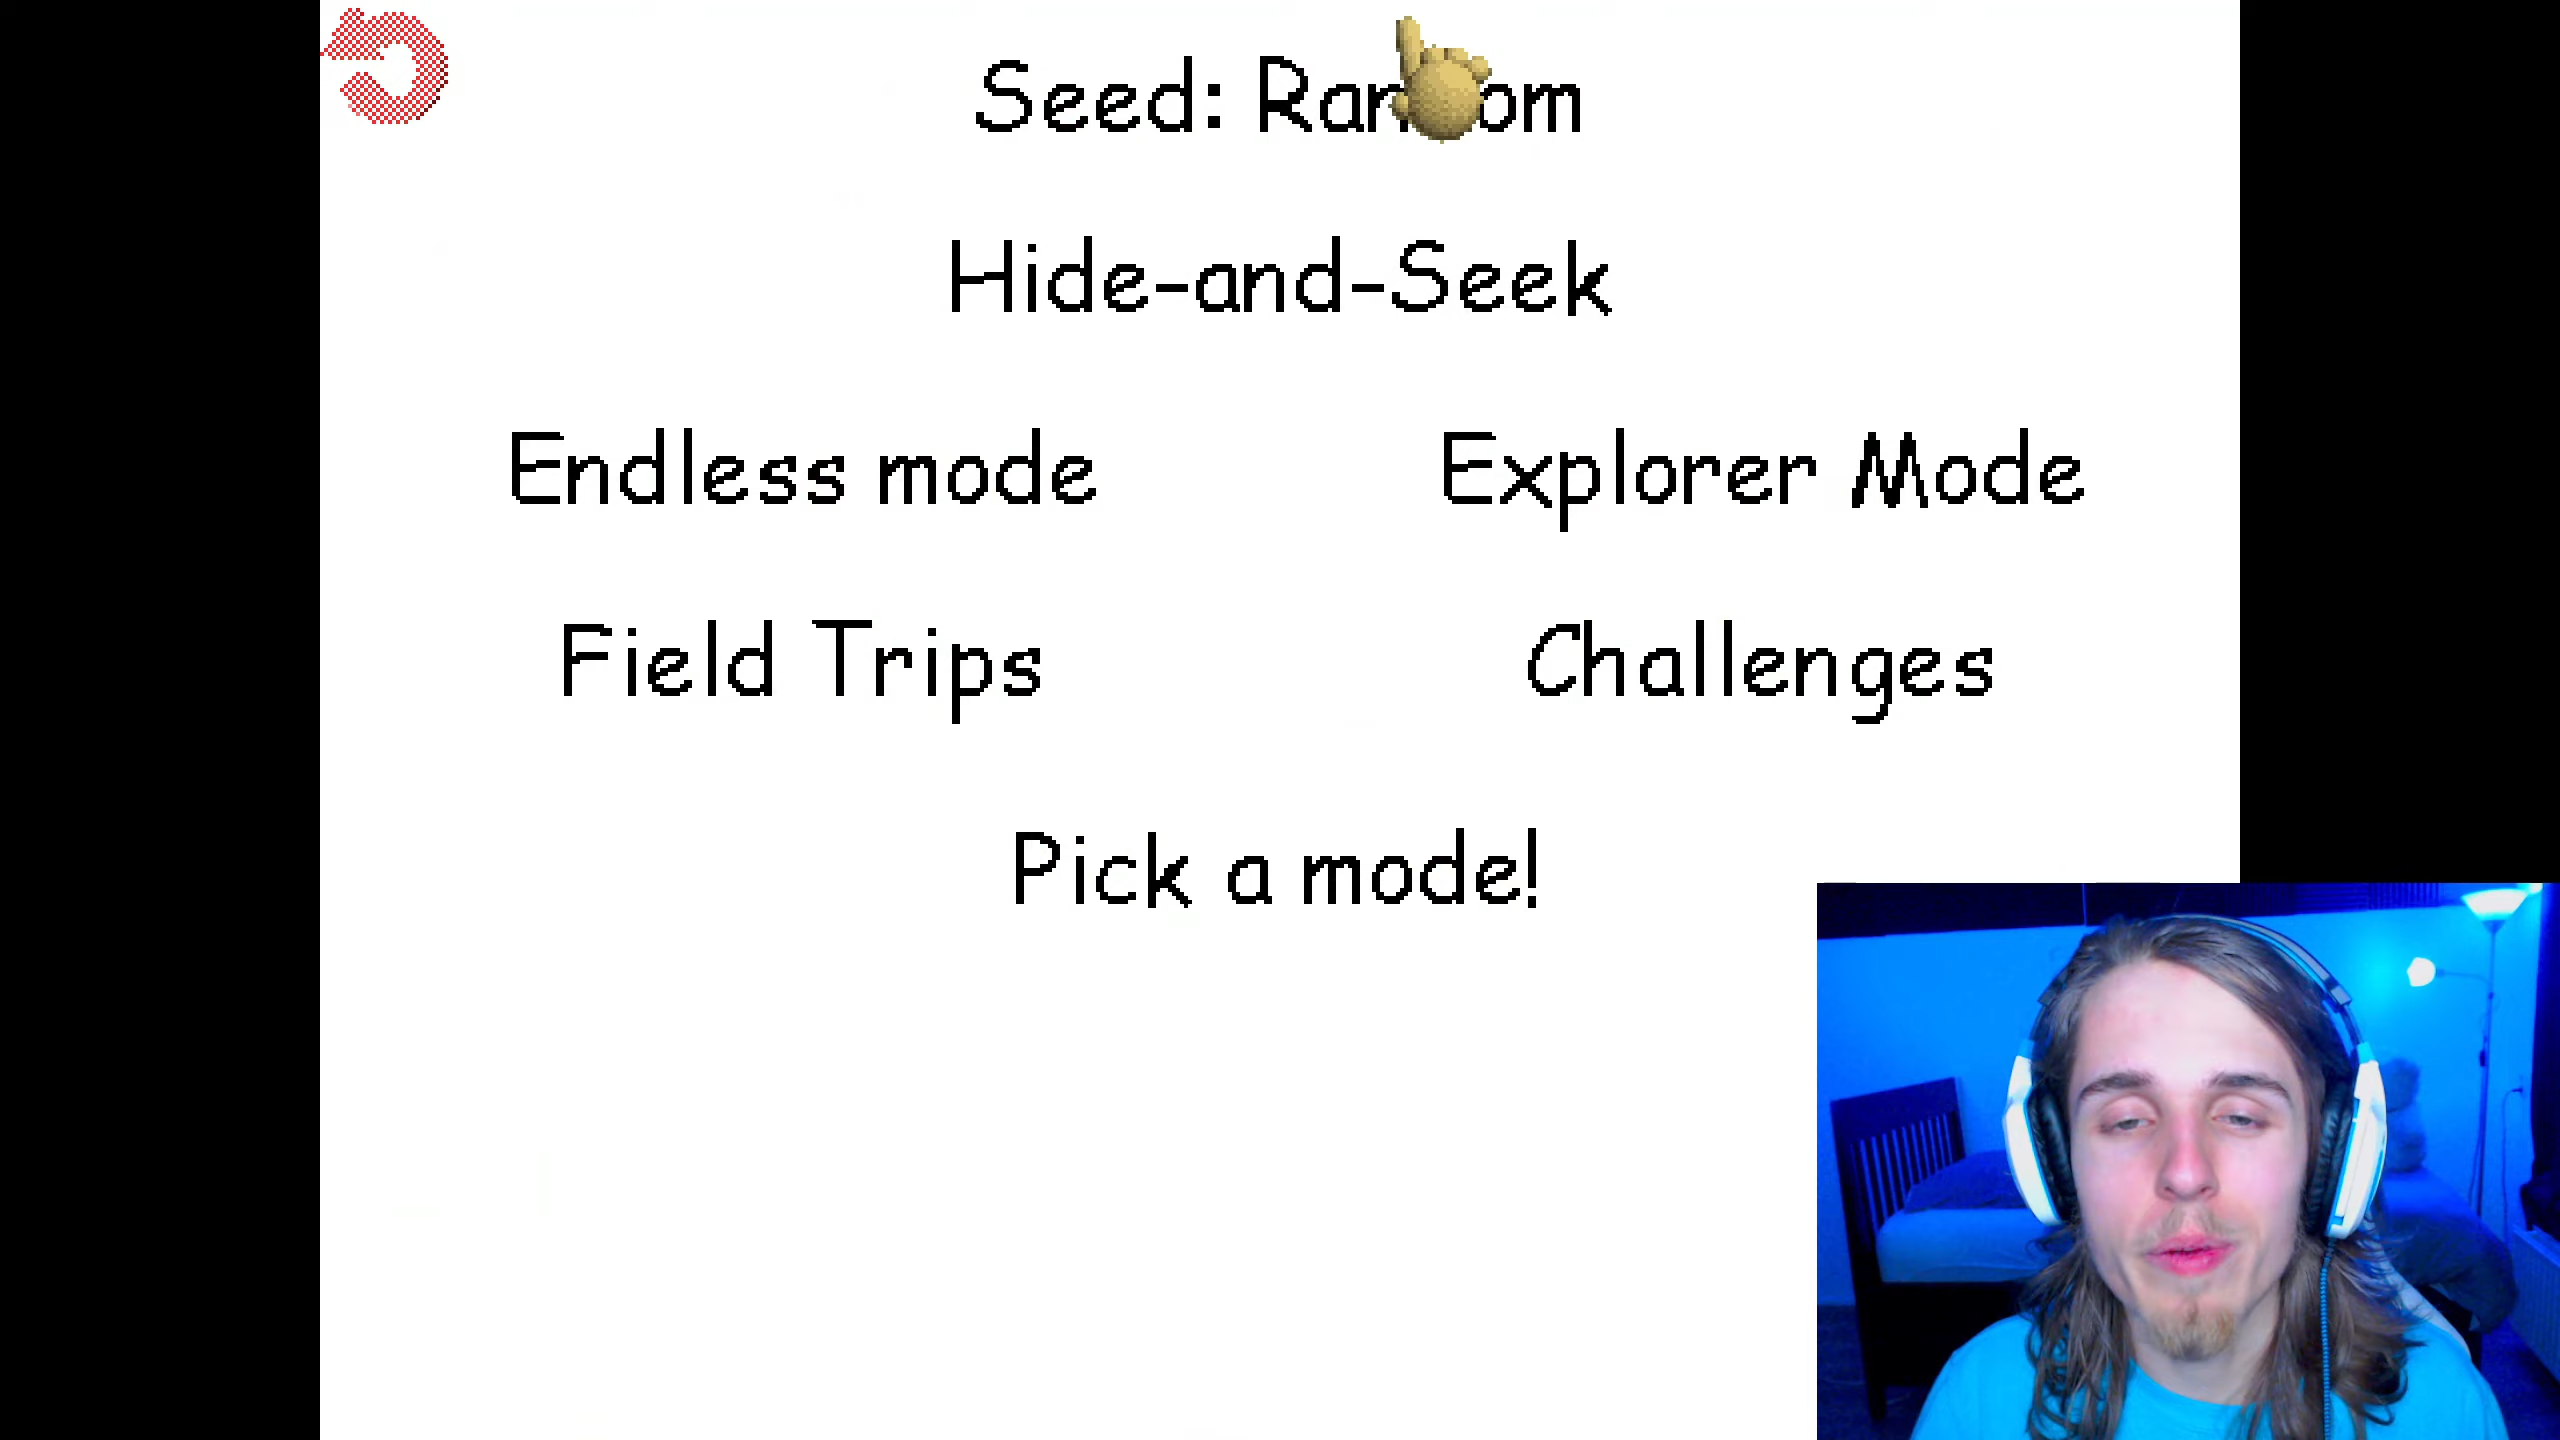 Seed: Random
Hide-and-Seek
Endless mode
Explorer Mode
Field Trips
Challenges
Pick a mode!